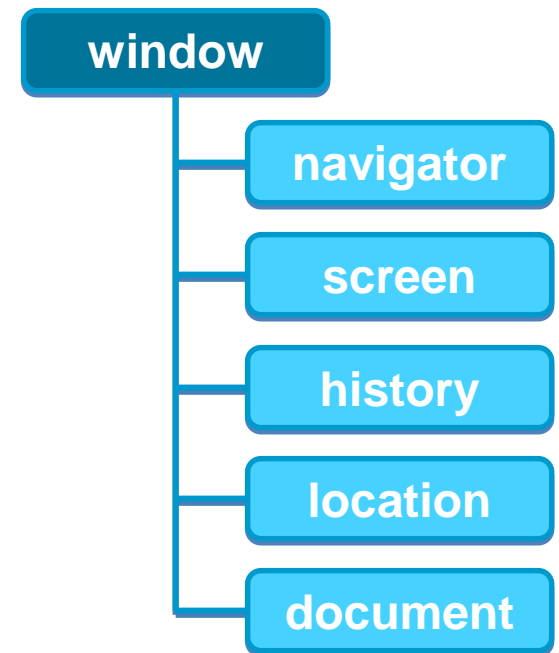 window
navigator
screen
history
location
document